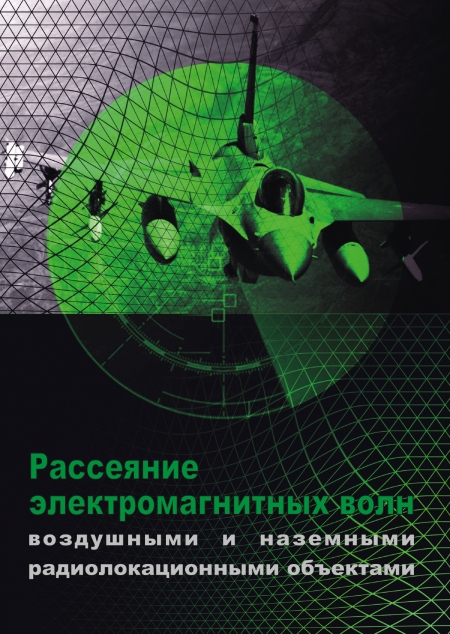 Рассеяние
электромагнитных волн
воздушными и наземными
радиолокационными объектами